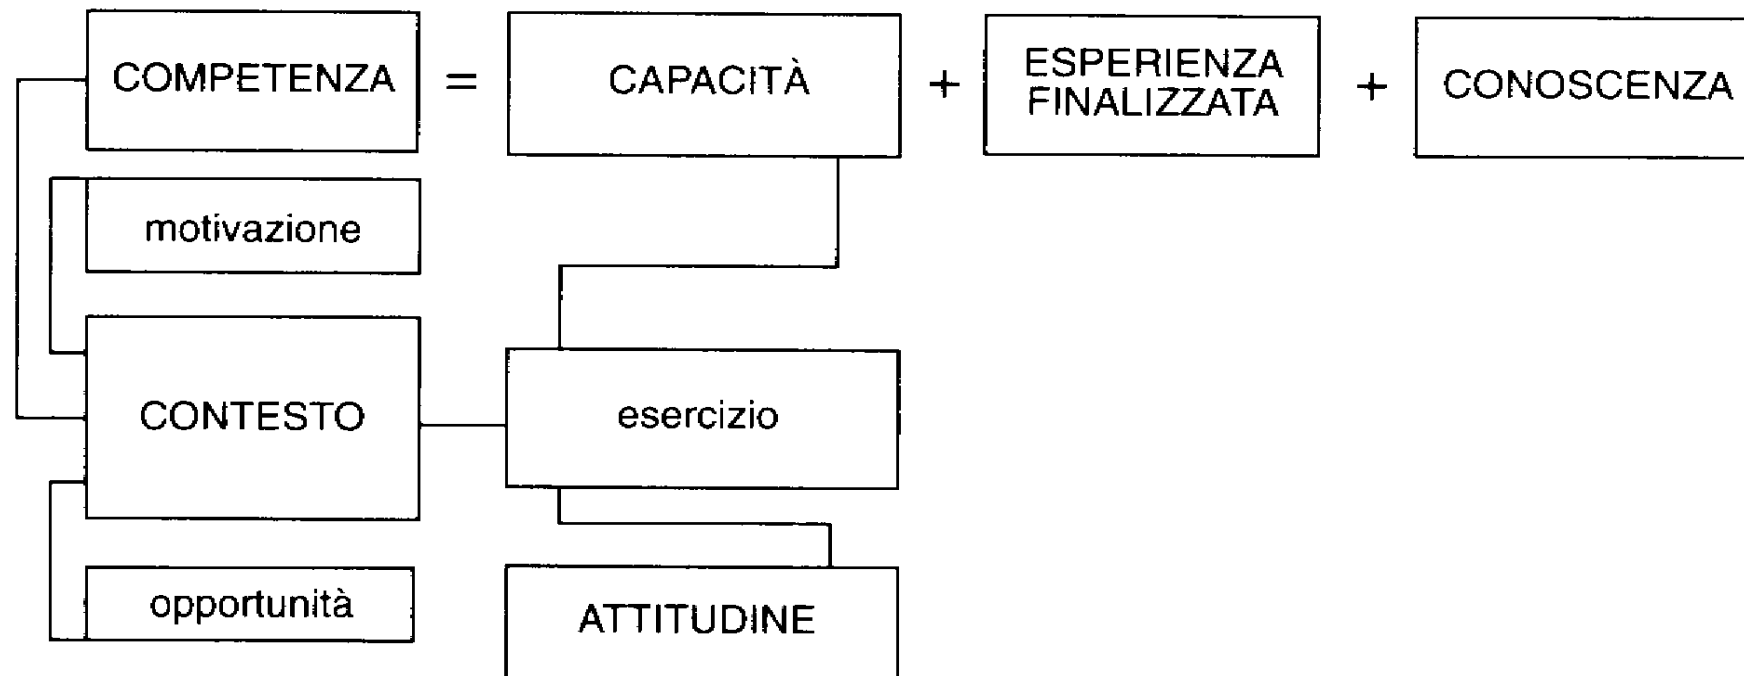 COMPETENZA = CAPACITÀ + ESPERIENZA FINALIZZATA + CONOSCENZA
motivazione
CONTESTO
esercizio
opportunità
ATTITUDINE